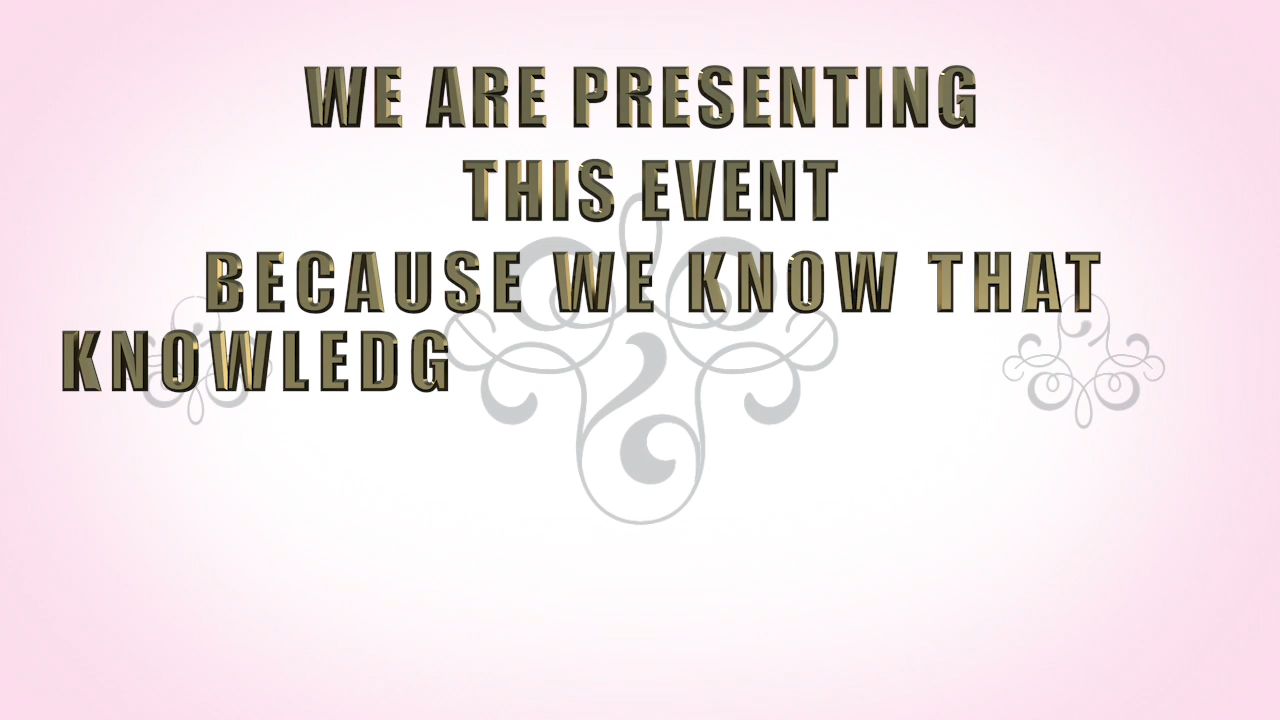 WE ARE PRESENTING
THIS EVENT
BECAUSE WE KNOW THAT
KNOWLEDG